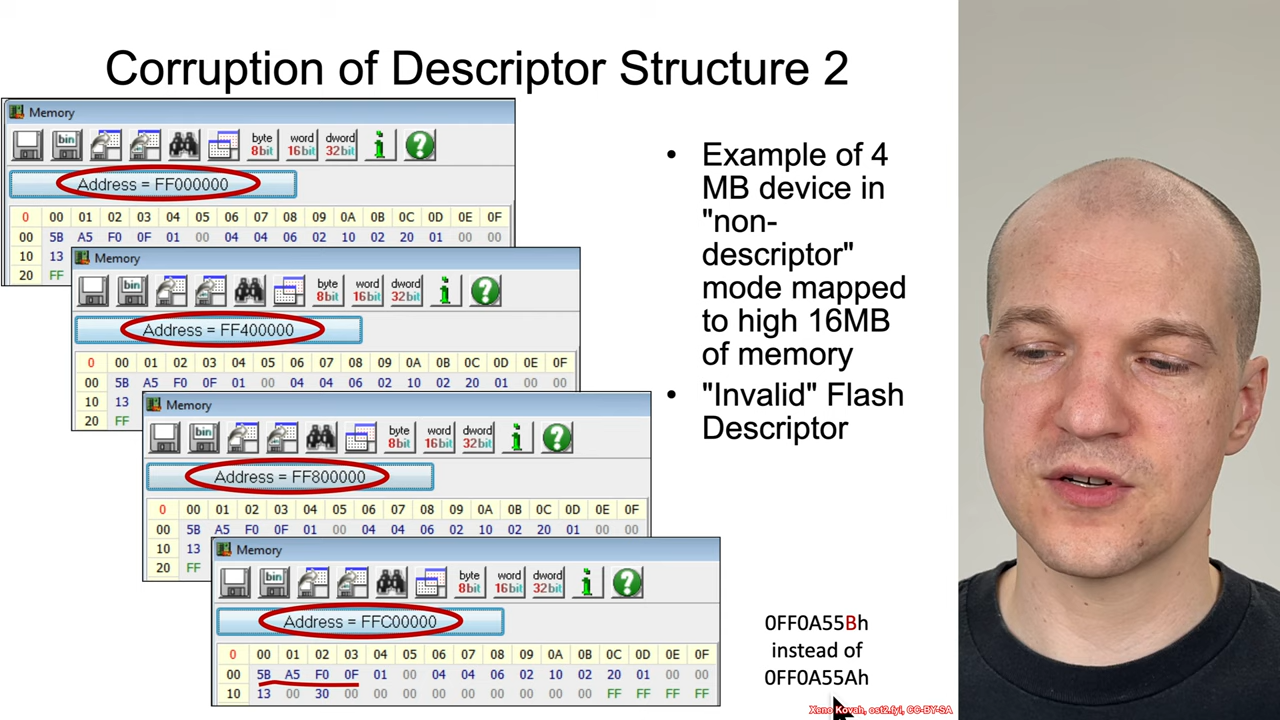 Corruption of Descriptor Structure 2
Memory
bin
byte 8bit
word 16bit
dword 32bit
Address = FF000000
0 00 01 02 03 04 05 06 07 08 09 0A 0B 0C 0D 0E 0F
00 5B A5 F0 0F 01 00 04 04 06 02 10 02 20 01 00 00
10 13
20 FF
Memory
bin
byte 8bit
word 16bit
dword 32bit
Address = FF400000
0 00 01 02 03 04 05 06 07 08 09 0A 0B 0C 0D 0E 0F
00 5B A5 F0 0F 01 00 04 04 06 02 10 02 20 01 00 00
10 13
20 FF
Memory
bin
byte 8bit
word 16bit
dword 32bit
Address = FF800000
0 00 01 02 03 04 05 06 07 08 09 0A 0B 0C 0D 0E 0F
00 5B A5 F0 0F 01 00 04 04 06 02 10 02 20 01 00 00
10 13
20 FF
Memory
bin
byte 8bit
word 16bit
dword 32bit
Address = FFC00000
0 00 01 02 03 04 05 06 07 08 09 0A 0B 0C 0D 0E 0F
00 5B A5 F0 0F 01 00 04 04 06 02 10 02 20 01 00 00
10 13 00 30 00 00 00 00 00 00 00 00 00 FF FF FF FF
• Example of 4
MB device in
"non-
descriptor"
mode mapped
to high 16MB
of memory
• "Invalid" Flash
Descriptor
0FF0A55Bh
instead of
0FF0A55Ah
Xeno Kovah, ost2.fyi, CC-BY-SA